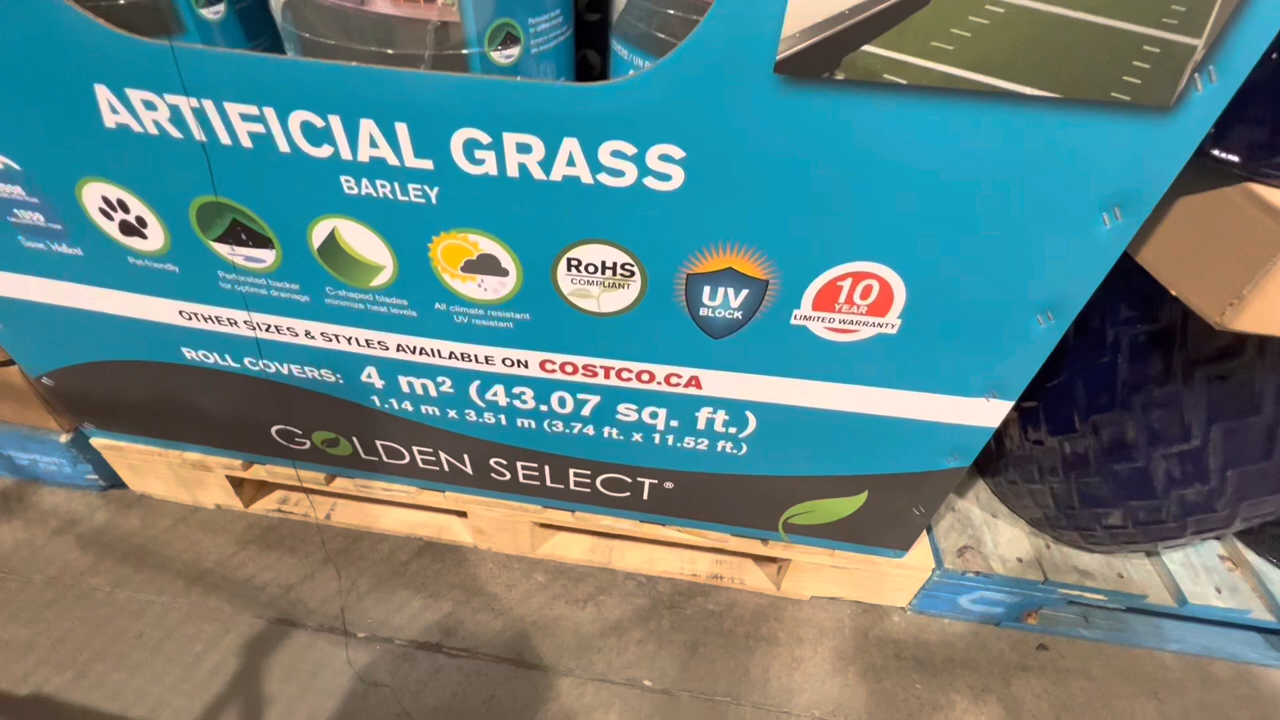 ARTIFICIAL GRASS
BARLEY
Pet-friendly
Perforated backer
for optimal drainage
C-shaped blades
minimize heat levels
All climate resistant
UV resistant
RoHS
COMPLIANT
UV
BLOCK
10
YEAR
LIMITED WARRANTY
OTHER SIZES & STYLES AVAILABLE ON COSTCO.CA
ROLL COVERS: 4 m² (43.07 sq. ft.)
1.14 m x 3.51 m (3.74 ft. x 11.52 ft.)
GOLDEN SELECT®